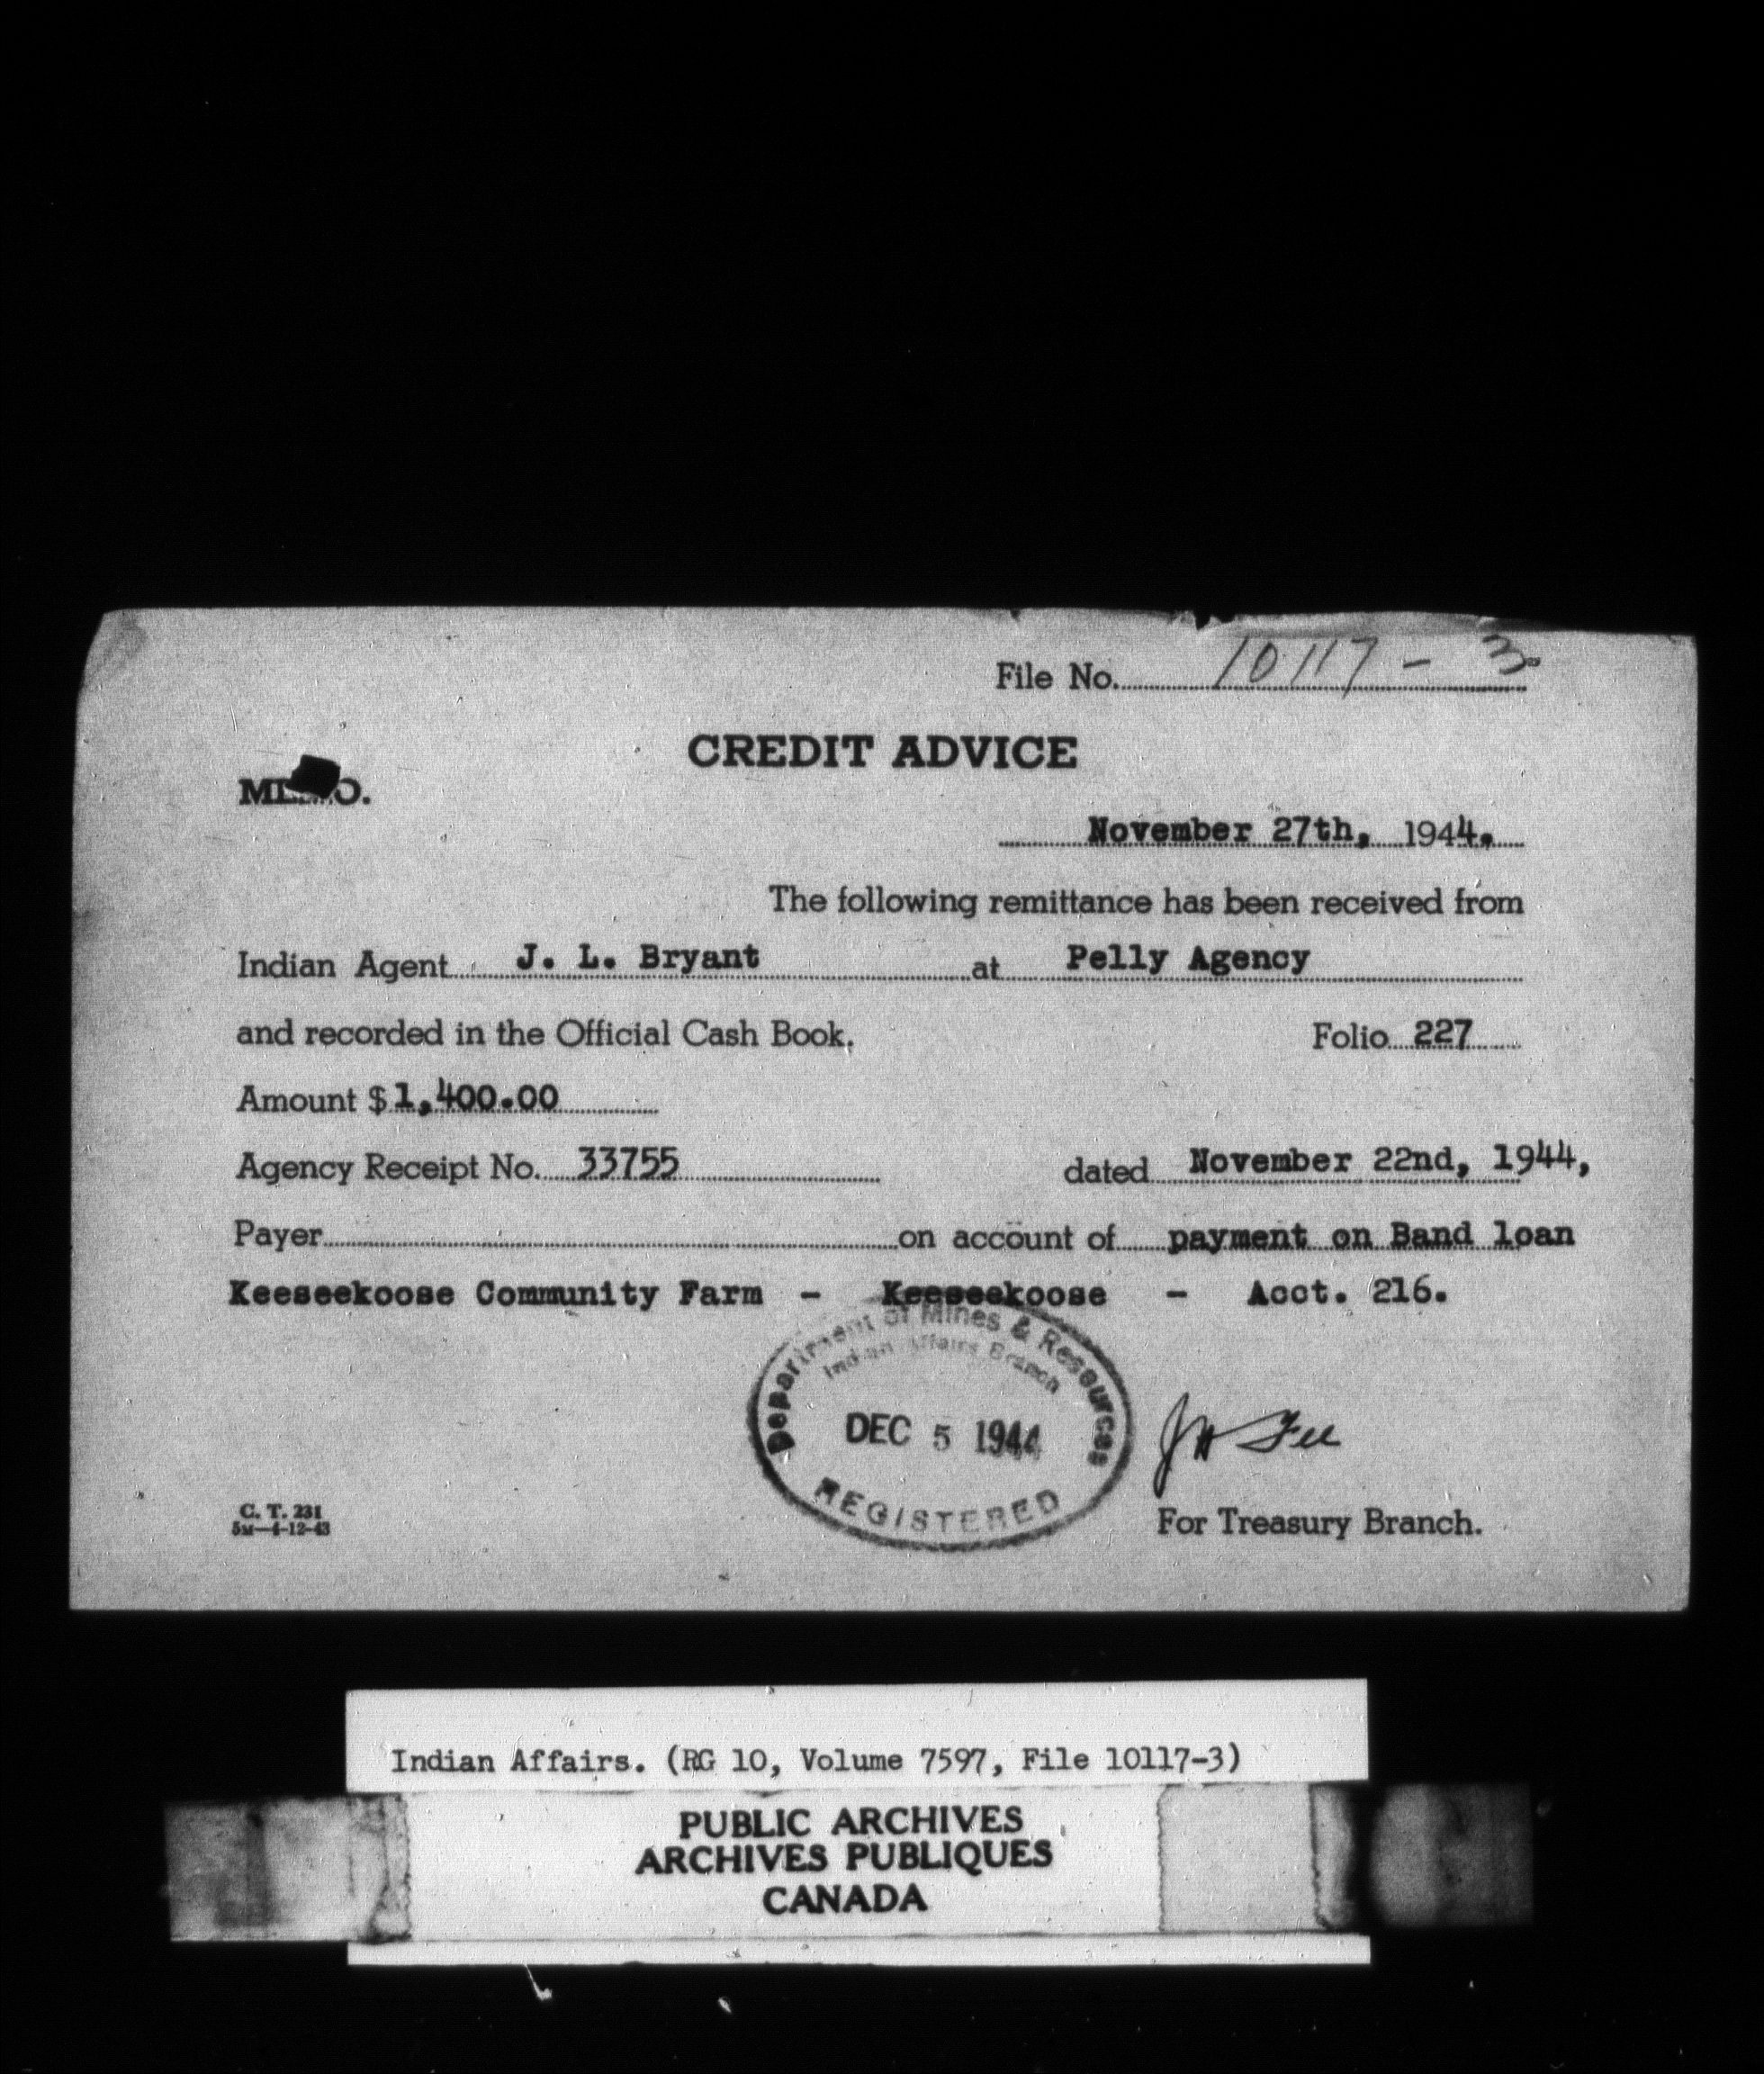 File No. 10117-3
CREDIT ADVICE
MEMO.
November 27th, 1944.
The following remittance has been received from
Indian Agent J. L. Bryant at Pelly Agency
and recorded in the Official Cash Book. Folio 227
Amount $1,400.00
Agency Receipt No. 33755 dated November 22nd, 1944,
Payer on account of payment on Band loan
Keeseekoose Community Farm - Keeseekoose - Acct. 216.
Department of Mines & Resources
Indian Affairs Branch
DEC 5 1944
REGISTERED
For Treasury Branch.
C. T. 231
5M-4-12-43
Indian Affairs. (RG 10, Volume 7597, File 10117-3)
PUBLIC ARCHIVES
ARCHIVES PUBLIQUES
CANADA